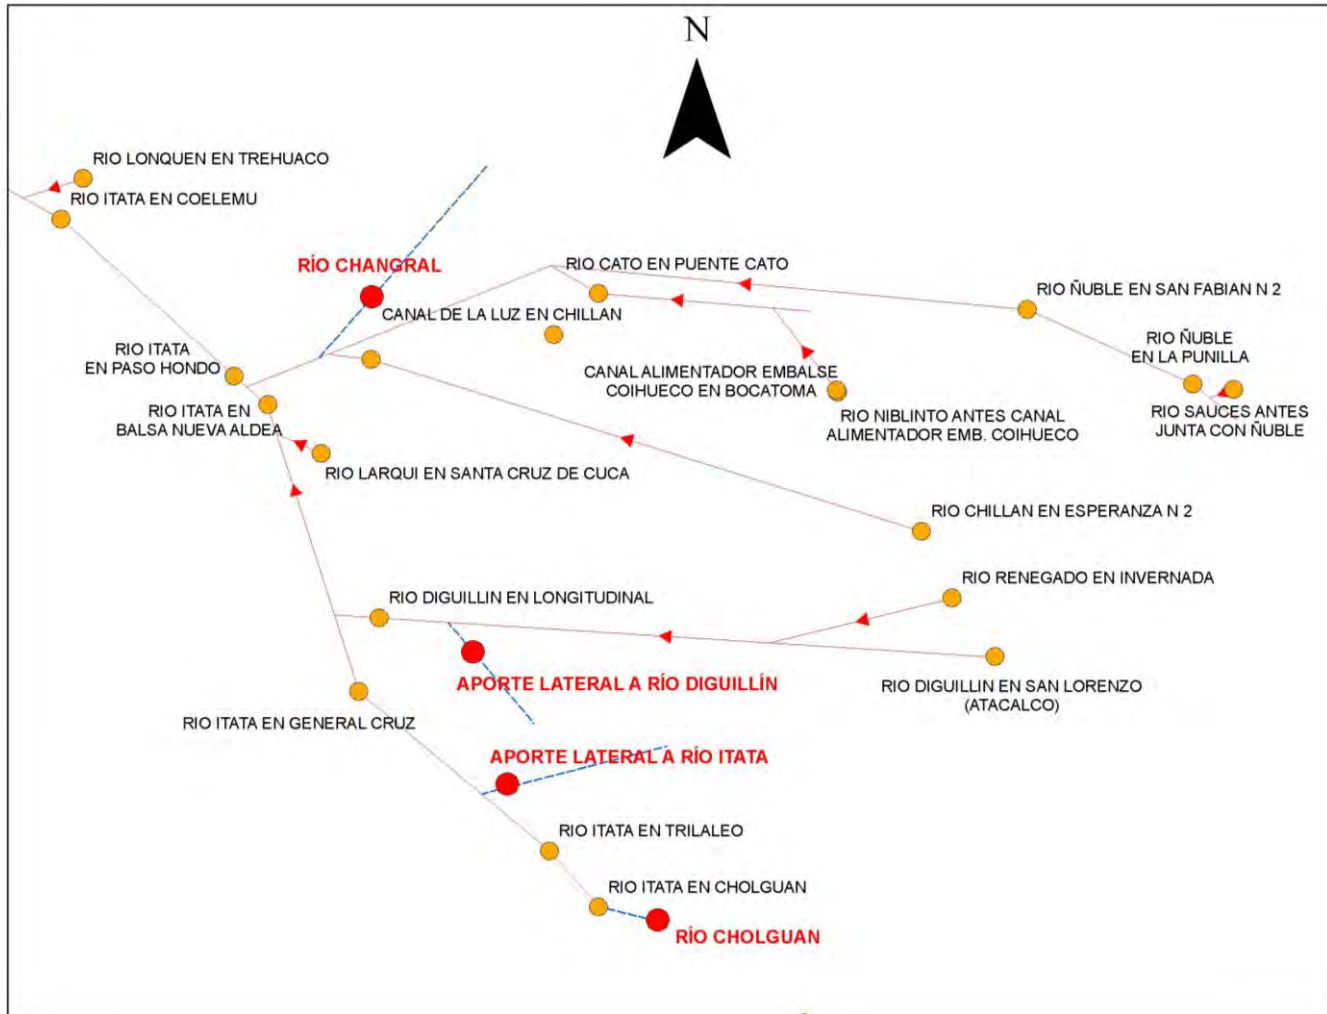 N
RIO LONQUEN EN TREHUACO
RIO ITATA EN COELEMU
RÍO CHANGRAL
RIO CATO EN PUENTE CATO
RIO ÑUBLE EN SAN FABIAN N 2
CANAL DE LA LUZ EN CHILLAN
RIO ÑUBLE
EN LA PUNILLA
RIO ITATA
EN PASO HONDO
CANAL ALIMENTADOR EMBALSE
COIHUECO EN BOCATOMA
RIO SAUCES ANTES
JUNTA CON ÑUBLE
RIO ITATA EN
BALSA NUEVA ALDEA
RIO NIBLINTO ANTES CANAL
ALIMENTADOR EMB. COIHUECO
RIO LARQUI EN SANTA CRUZ DE CUCA
RIO CHILLAN EN ESPERANZA N 2
RIO RENEGADO EN INVERNADA
RIO DIGUILLIN EN LONGITUDINAL
APORTE LATERAL A RÍO DIGUILLÍN
RIO DIGUILLIN EN SAN LORENZO
(ATACALCO)
RIO ITATA EN GENERAL CRUZ
APORTE LATERAL A RÍO ITATA
RIO ITATA EN TRILALEO
RIO ITATA EN CHOLGUAN
RÍO CHOLGUAN